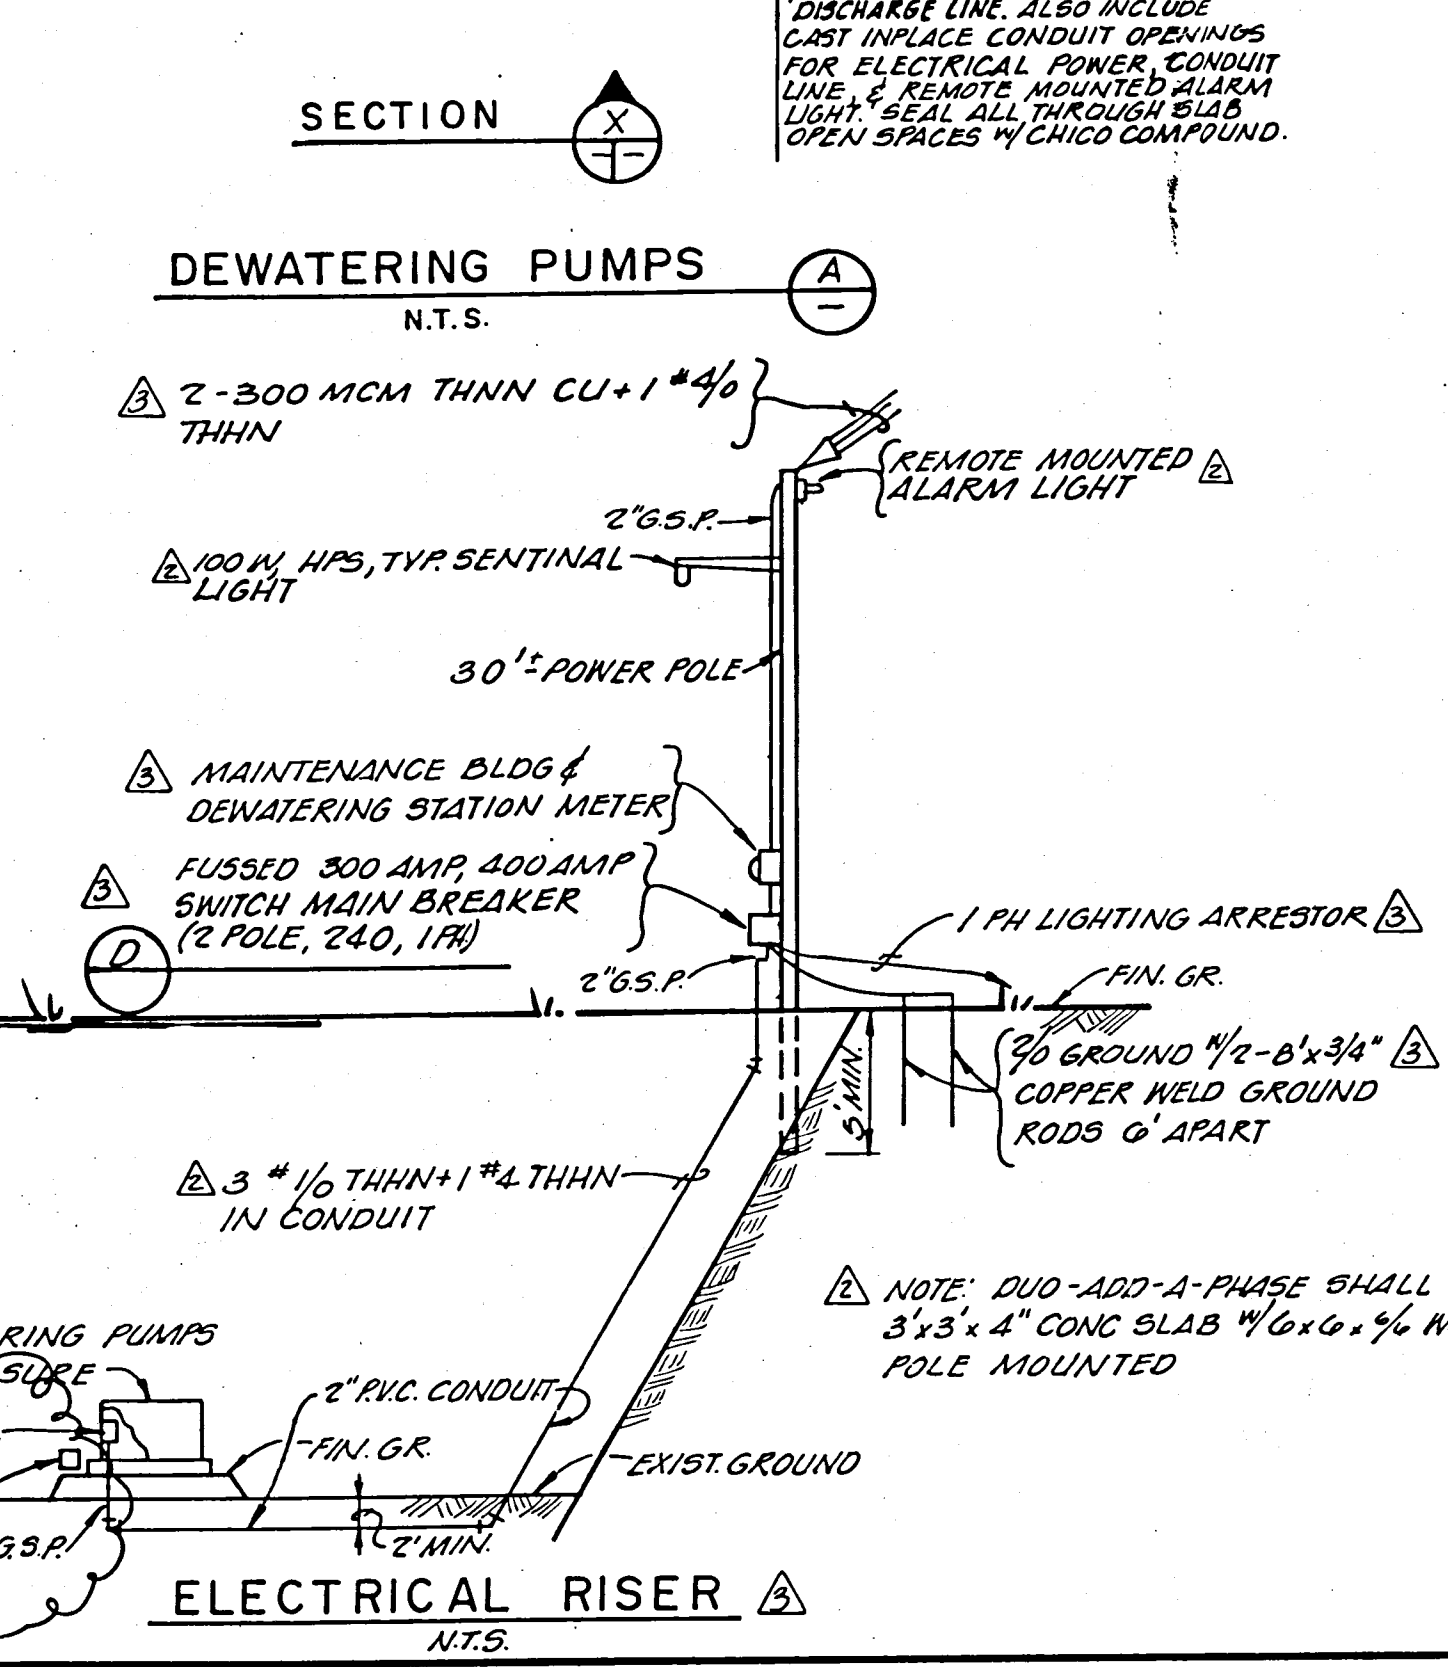 DISCHARGE LINE. ALSO INCLUDE
CAST INPLACE CONDUIT OPENINGS
FOR ELECTRICAL POWER, CONDUIT
LINE, & REMOTE MOUNTED ALARM
LIGHT. SEAL ALL THROUGH SLAB
OPEN SPACES W/ CHICO COMPOUND.
SECTION X
DEWATERING PUMPS A
N.T.S.
3 2-300 MCM THNN CU+1 #4/0
THHN
REMOTE MOUNTED 2
ALARM LIGHT
2"G.S.P.
2 100 W, HPS, TYP. SENTINAL
LIGHT
30'± POWER POLE
3 MAINTENANCE BLDG &
DEWATERING STATION METER
3 FUSSED 300 AMP, 400 AMP
SWITCH MAIN BREAKER
(2 POLE, 240, 1PH.)
D
1 PH LIGHTING ARRESTOR 3
2"G.S.P.
FIN. GR.
2/0 GROUND W/2-8'x3/4" 3
COPPER WELD GROUND
RODS 6' APART
5' MIN.
2 3 #1/0 THHN+1 #4 THHN
IN CONDUIT
2 NOTE: DUO-ADD-A-PHASE SHALL
3'x3'x4" CONC SLAB W/6x6x6/6
POLE MOUNTED
RING PUMPS
SURE
2" P.V.C. CONDUIT
FIN. GR.
EXIST. GROUND
G.S.P.
2' MIN.
ELECTRICAL RISER 3
N.T.S.